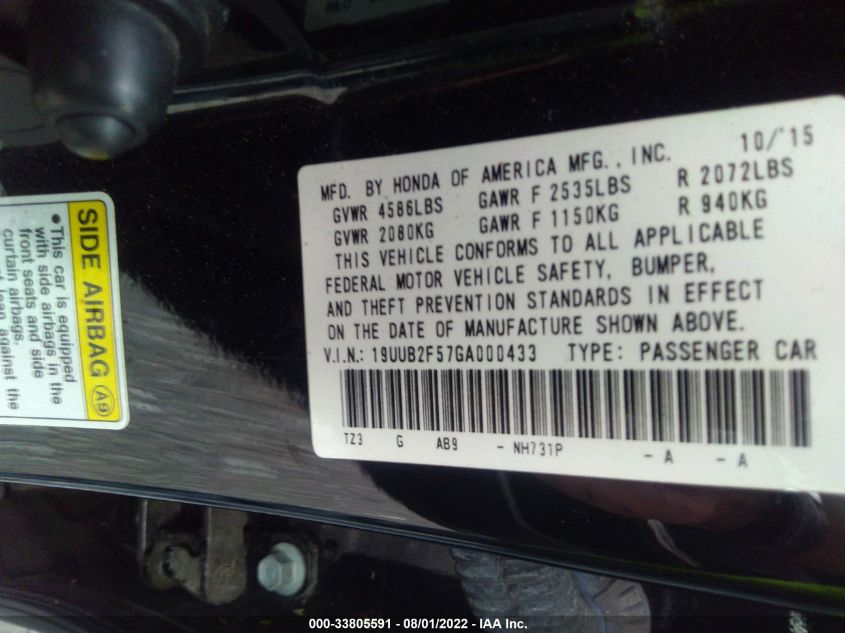 MFD. BY HONDA OF AMERICA MFG., INC. 10/'15
GVWR 4586LBS GAWR F 2535LBS R 2072LBS
GVWR 2080KG GAWR F 1150KG R 940KG
THIS VEHICLE CONFORMS TO ALL APPLICABLE
FEDERAL MOTOR VEHICLE SAFETY, BUMPER,
AND THEFT PREVENTION STANDARDS IN EFFECT
ON THE DATE OF MANUFACTURE SHOWN ABOVE.
V.I.N.: 19UUB2F57GA000433 TYPE: PASSENGER CAR
TZ3 G AB9 - NH731P - A - A
SIDE AIRBAG A9
•This car is equipped
with side airbags in the
front seats and side
curtain airbags.
against the
000-33805591 - 08/01/2022 - IAA Inc.